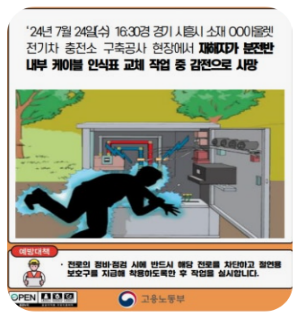 '24년 7월 24일(수) 16:30경 경기 시흥시 소재 OO아울렛
전기차 충전소 구축공사 현장에서 재해자가 분전반
내부 케이블 인식표 교체 작업 중 감전으로 사망
예방대책
· 전로의 정비·점검 시에 반드시 해당 전로를 차단하고 절연용
보호구를 지급해 착용하도록한 후 작업을 실시합니다.
OPEN
고용노동부